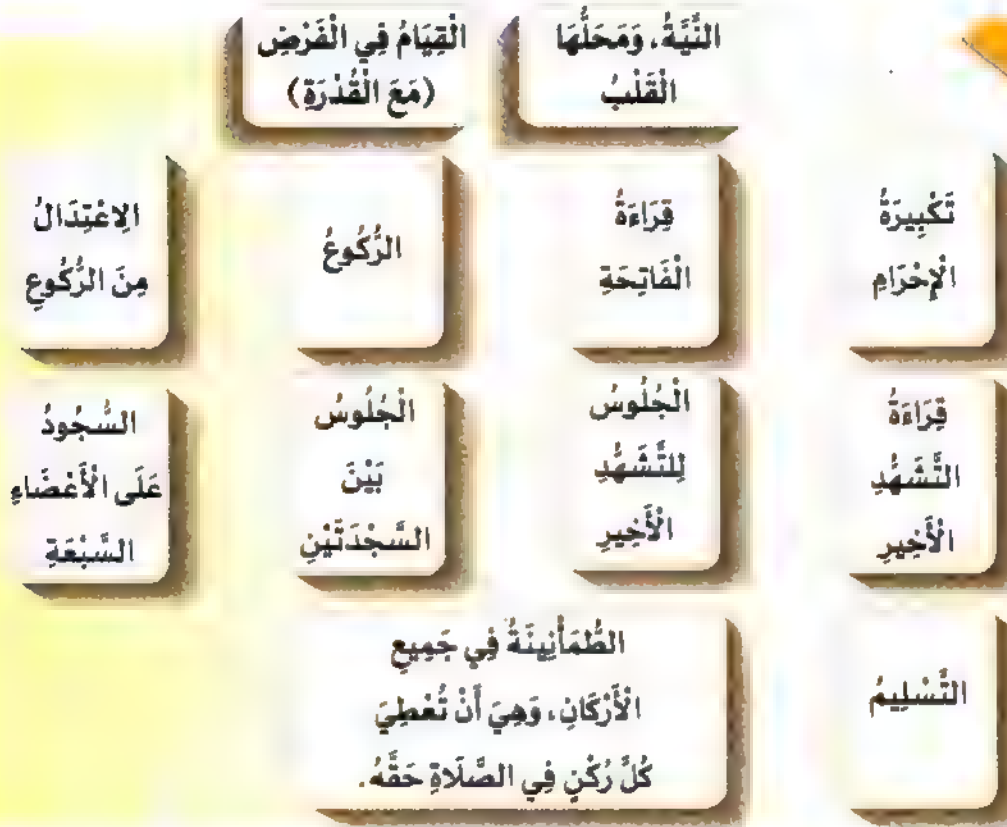 النِّيَّةُ، وَمَحَلُّهَا
الْقَلْبُ
الْقِيَامُ فِي الْفَرْضِ
(مَعَ الْقُدْرَةِ)
تَكْبِيرَةُ
الْإِحْرَامِ
قِرَاءَةُ
الْفَاتِحَةِ
الرُّكُوعُ
الِاعْتِدَالُ
مِنَ الرُّكُوعِ
السُّجُودُ
عَلَى الْأَعْضَاءِ
السَّبْعَةِ
الْجُلُوسُ
بَيْنَ
السَّجْدَتَيْنِ
الْجُلُوسُ
لِلتَّشَهُّدِ
الْأَخِيرِ
قِرَاءَةُ
التَّشَهُّدِ
الْأَخِيرِ
التَّسْلِيمُ
الطُّمَأْنِينَةُ فِي جَمِيعِ
الْأَرْكَانِ، وَهِيَ أَنْ تُعْطِيَ
كُلَّ رُكْنٍ فِي الصَّلَاةِ حَقَّهُ.